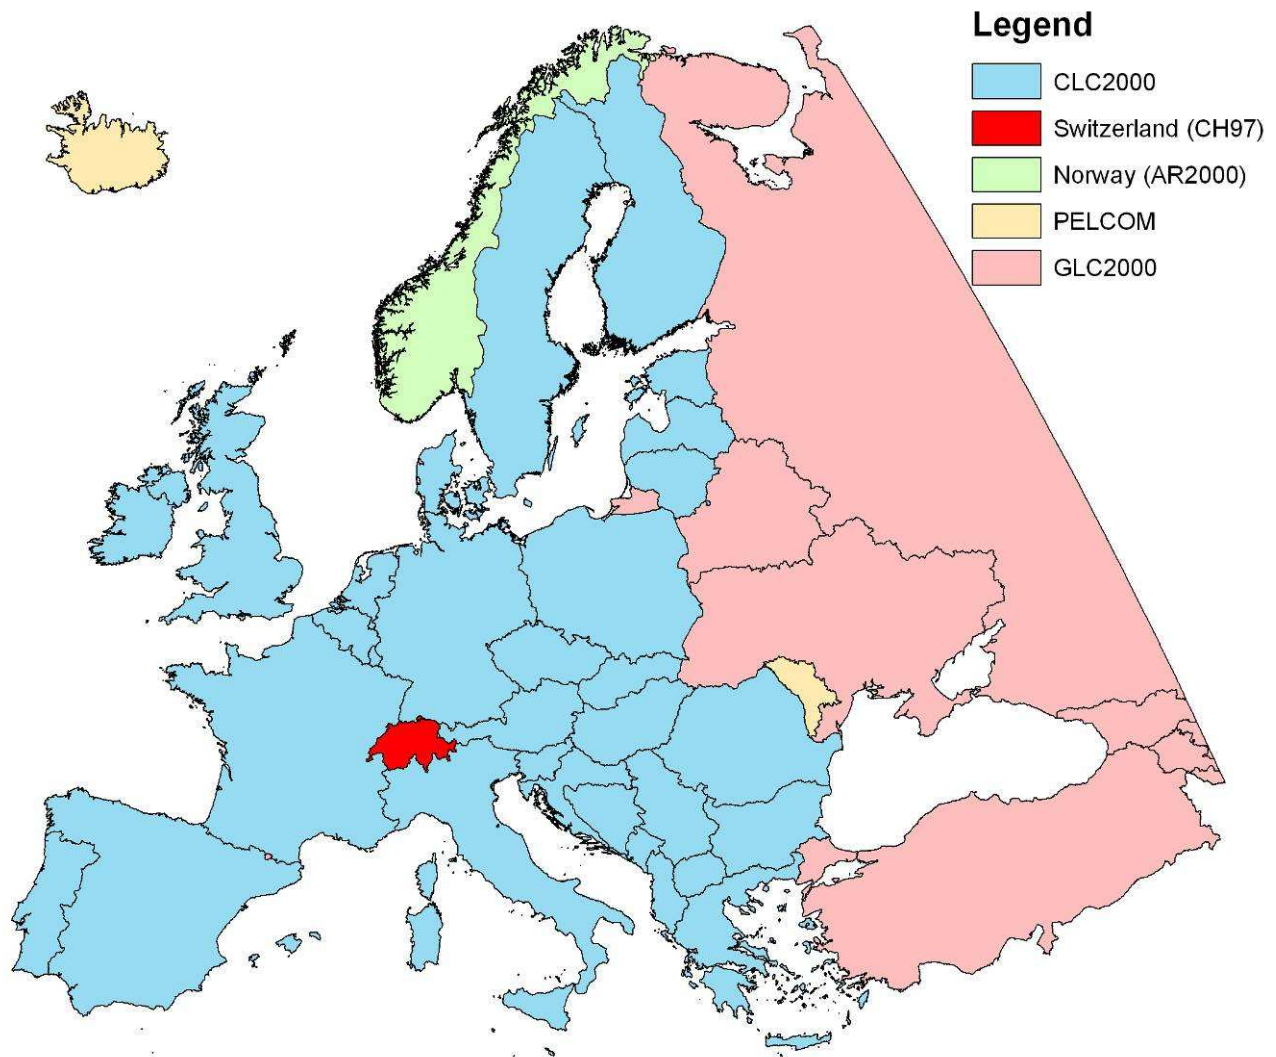 Legend
CLC2000
Switzerland (CH97)
Norway (AR2000)
PELCOM
GLC2000